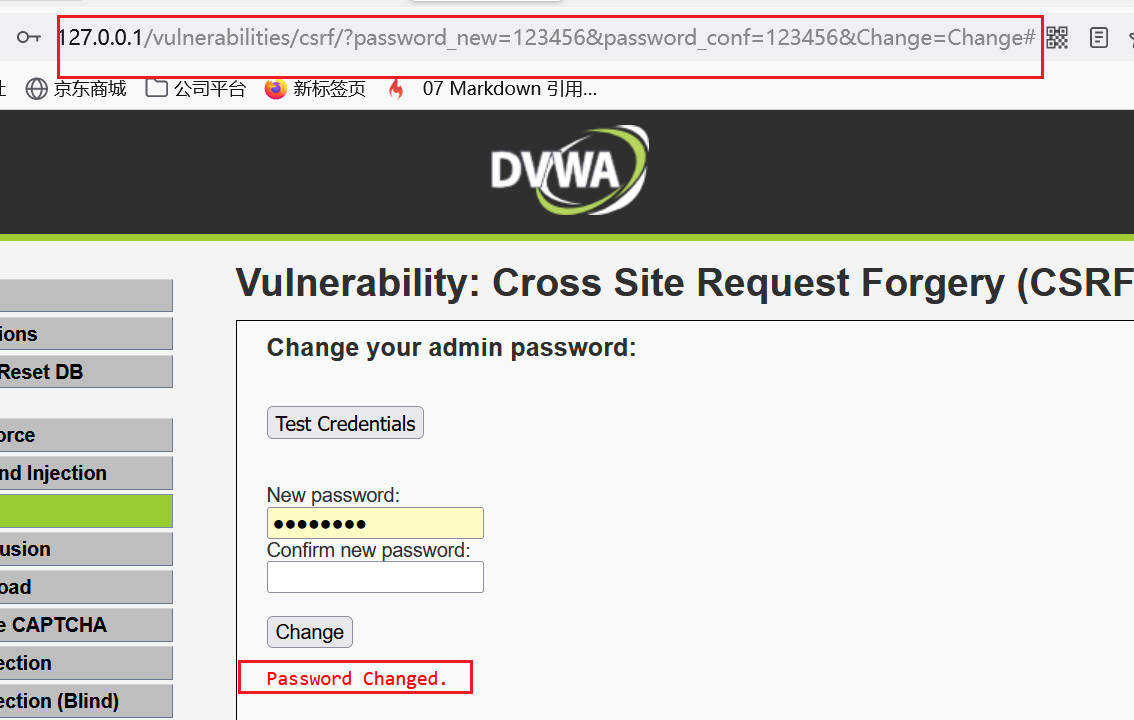 127.0.0.1/vulnerabilities/csrf/?password_new=123456&password_conf=123456&Change=Change#
京东商城 公司平台 新标签页 07 Markdown 引用...
DVWA
Vulnerability: Cross Site Request Forgery (CSRF
Change your admin password:
ions
Reset DB
Test Credentials
orce
nd Injection
New password:
Confirm new password:
usion
oad
e CAPTCHA
Change
ection
Password Changed.
ection (Blind)